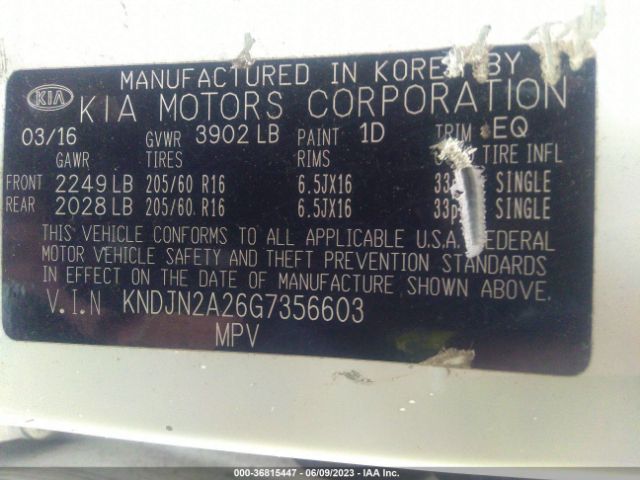 MANUFACTURED IN KOREA BY
KIA
KIA MOTORS CORPORATION
03/16 GVWR 3902 LB PAINT 1D TRIM EQ
GAWR TIRES RIMS TIRE INFL
FRONT 2249 LB 205/60 R16 6.5JX16 SINGLE
REAR 2028 LB 205/60 R16 6.5JX16 SINGLE
THIS VEHICLE CONFORMS TO ALL APPLICABLE U.S.A. FEDERAL
MOTOR VEHICLE SAFETY AND THEFT PREVENTION STANDARDS
IN EFFECT ON THE DATE OF MANUFACTURE SHOWN ABOVE.
V.I.N KNDJN2A26G7356603
MPV
000-36815447 - 06/09/2023 - IAA Inc.